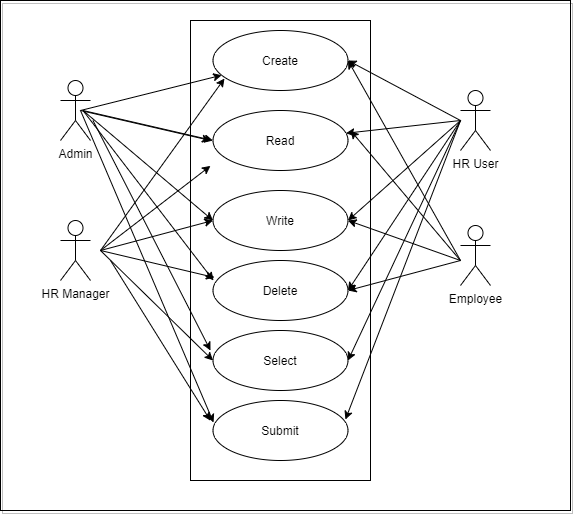 Create
Read
Admin
HR User
Write
HR Manager
Delete
Employee
Select
Submit